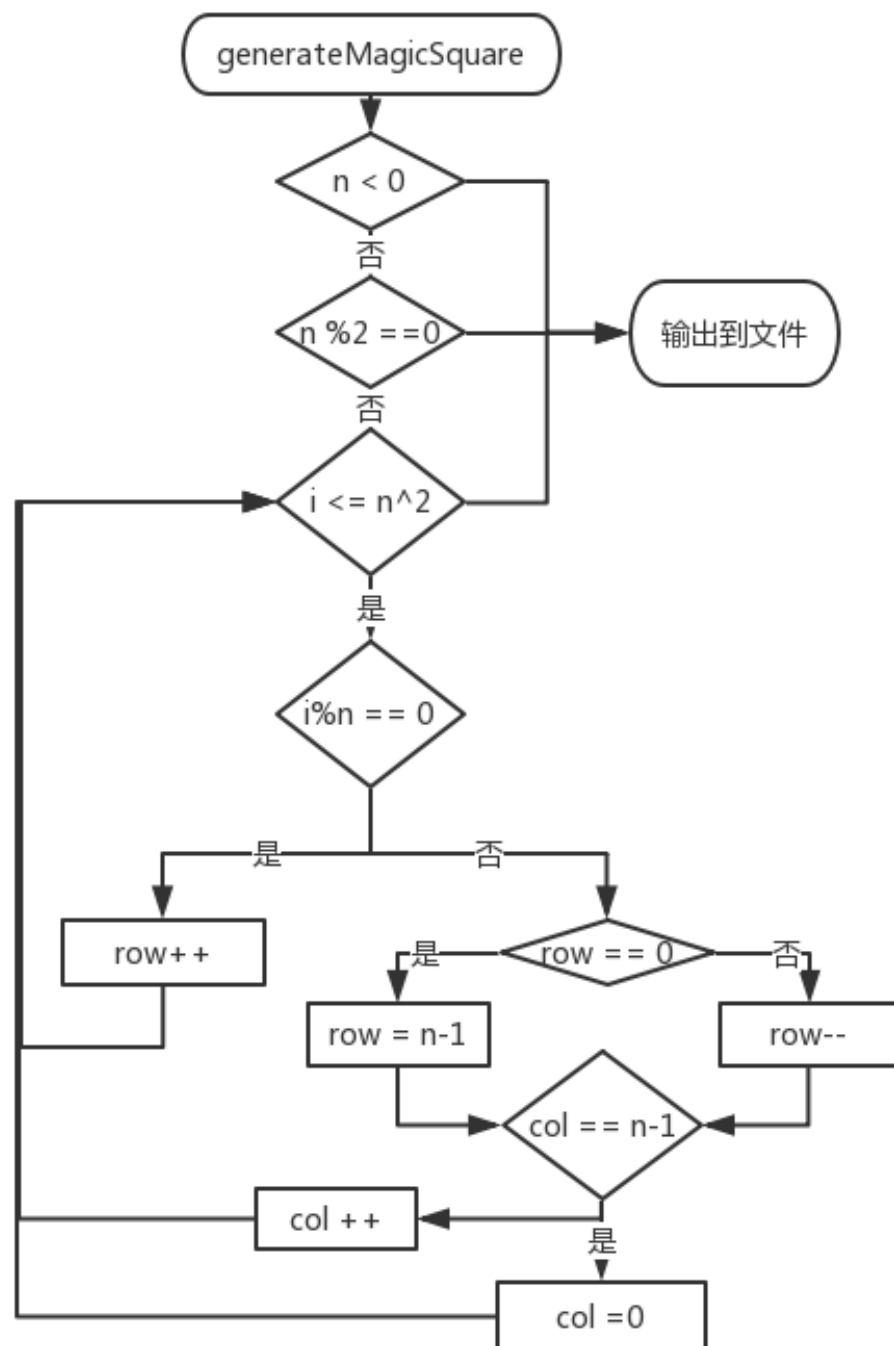 generateMagicSquare
n < 0
否
n %2 ==0
输出到文件
否
i <= n^2
是
i%n == 0
是
否
row++
是
row == 0
否
row = n-1
row--
col == n-1
col ++
是
col =0